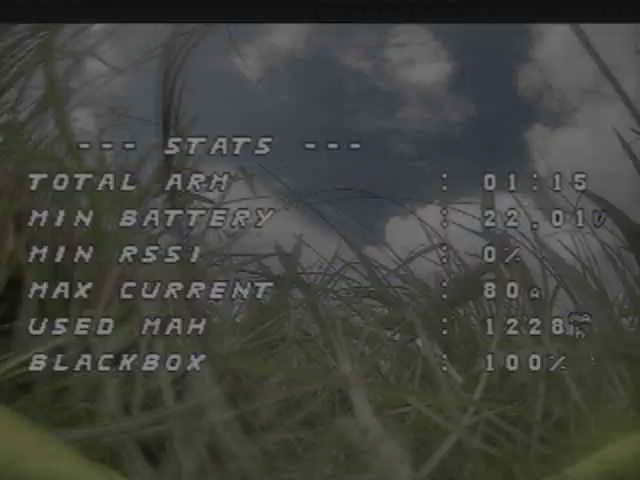 --- STATS ---
TOTAL ARM : 01:15
MIN BATTERY : 22.01V
MIN RSSI : 0%
MAX CURRENT : 80A
USED MAH : 1228mAh
BLACKBOX : 100%